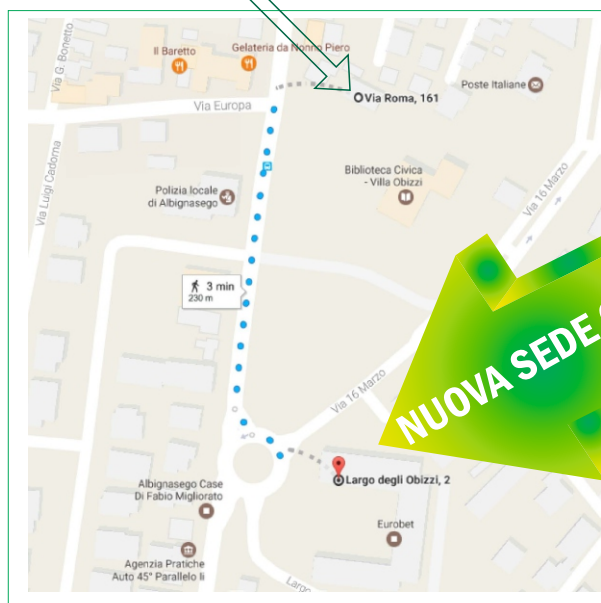 Via G. Bonetto
Il Baretto
Gelateria da Nonno Piero
Via Roma, 161
Poste Italiane
Via Europa
Via Luigi Cadorna
Polizia locale
di Albignasego
Biblioteca Civica
- Villa Obizzi
Via 16 Marzo
3 min
230 m
NUOVA SEDE
Via 16 Marzo
Largo degli Obizzi, 2
Albignasego Case
Di Fabio Migliorato
Eurobet
Agenzia Pratiche
Auto 45° Parallelo li
Largo